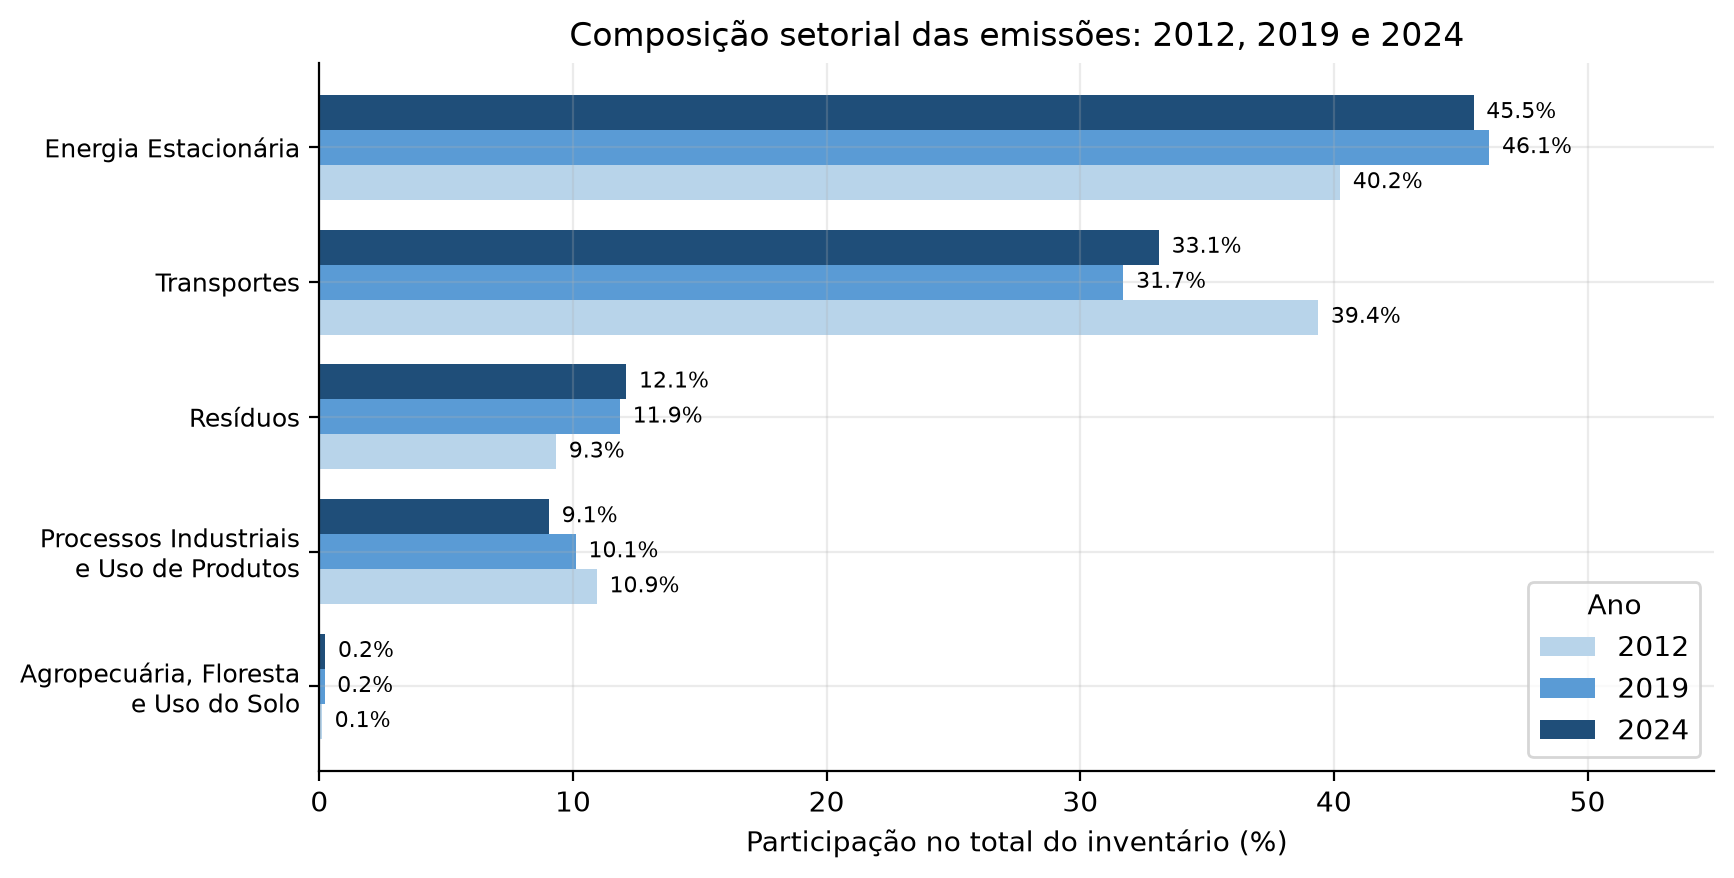 Composição setorial das emissões: 2012, 2019 e 2024
Energia Estacionária
45.5%
46.1%
40.2%
Transportes
33.1%
31.7%
39.4%
Resíduos
12.1%
11.9%
9.3%
Processos Industriais
e Uso de Produtos
9.1%
10.1%
10.9%
Agropecuária, Floresta
e Uso do Solo
0.2%
0.2%
0.1%
Ano
2012
2019
2024
0 10 20 30 40 50
Participação no total do inventário (%)